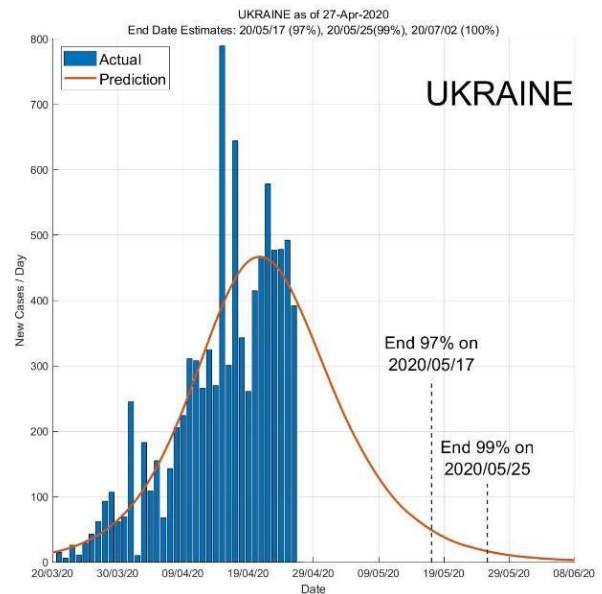 UKRAINE as of 27-Apr-2020
End Date Estimates: 20/05/17 (97%), 20/05/25(99%), 20/07/02 (100%)
Actual
Prediction
UKRAINE
800
700
600
500
400
300
200
100
0
New Cases / Day
End 97% on
2020/05/17
End 99% on
2020/05/25
20/03/20 30/03/20 09/04/20 19/04/20 29/04/20 09/05/20 19/05/20 29/05/20 08/06/20
Date